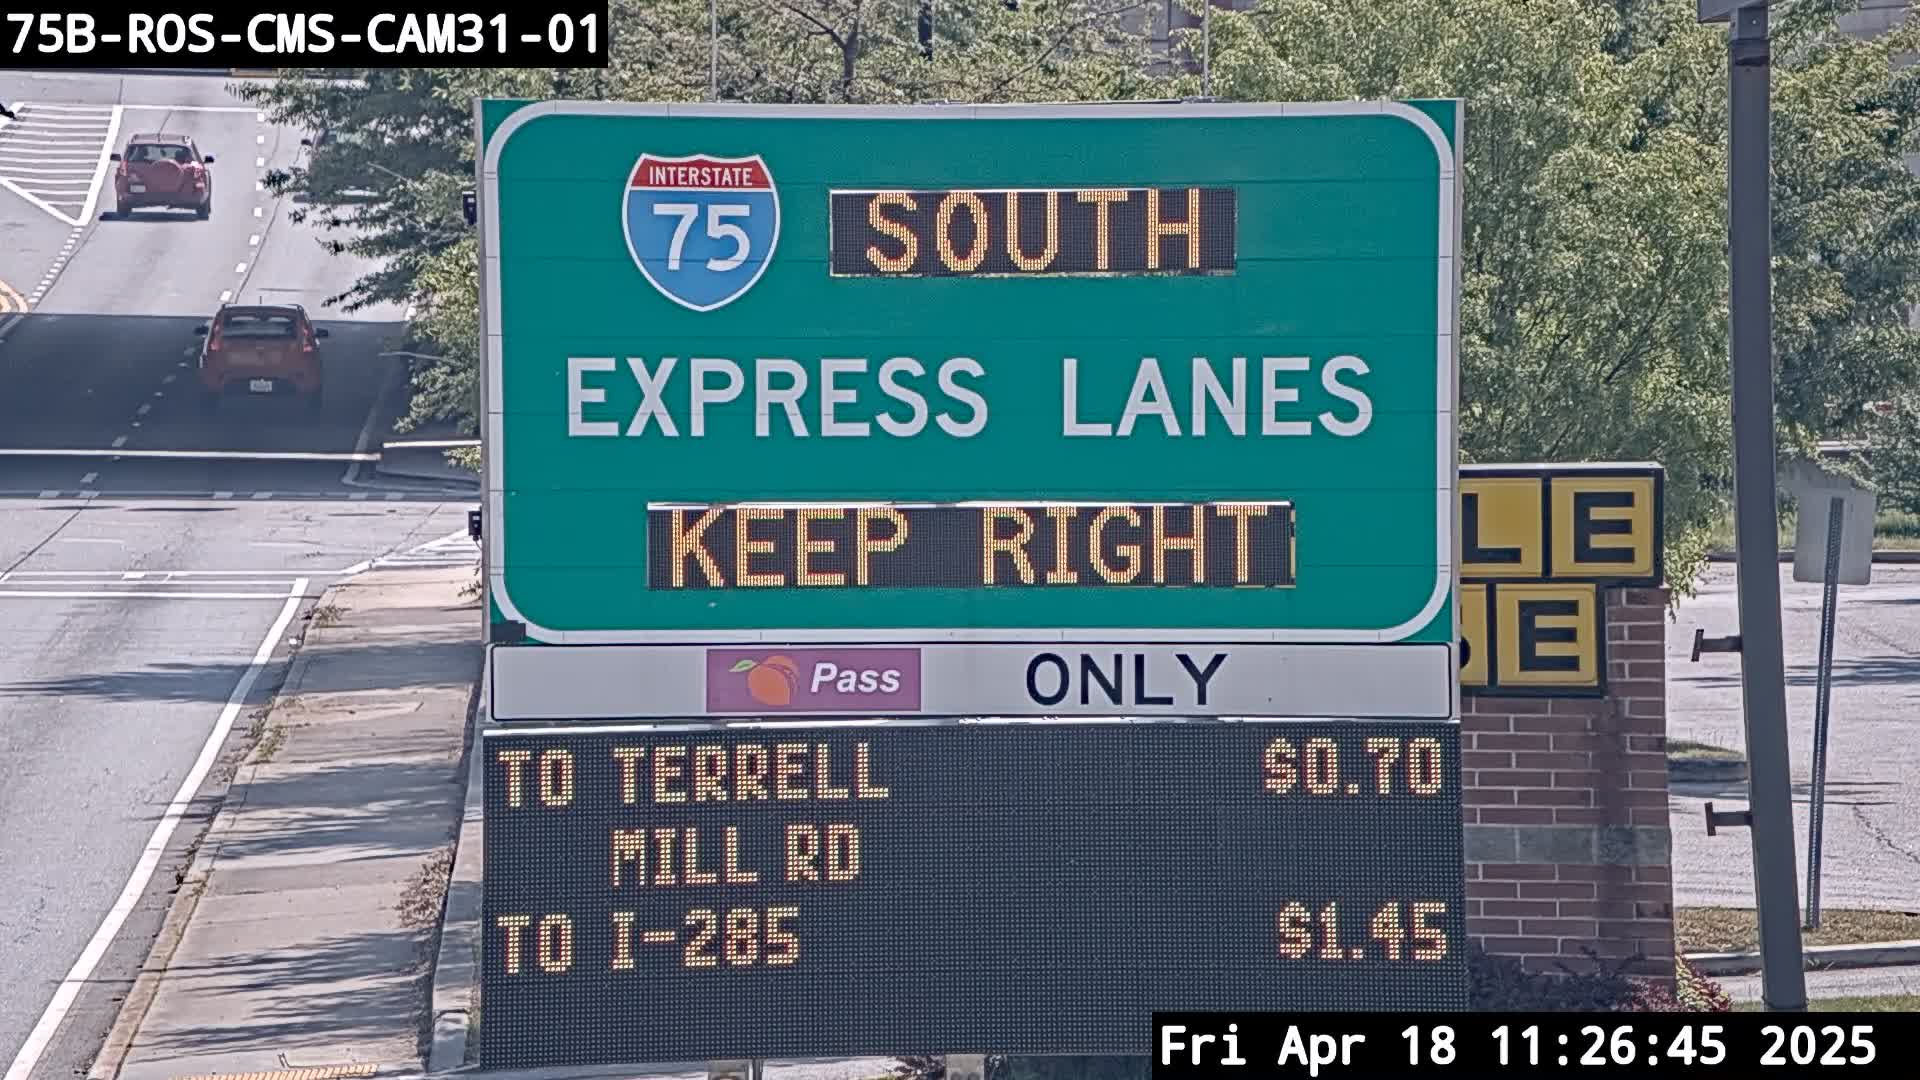 75B-ROS-CMS-CAM31-01
INTERSTATE
75
SOUTH
EXPRESS LANES
KEEP RIGHT
Pass
ONLY
TO TERRELL $0.70
MILL RD
TO I-285 $1.45
LE
E
Fri Apr 18 11:26:45 2025